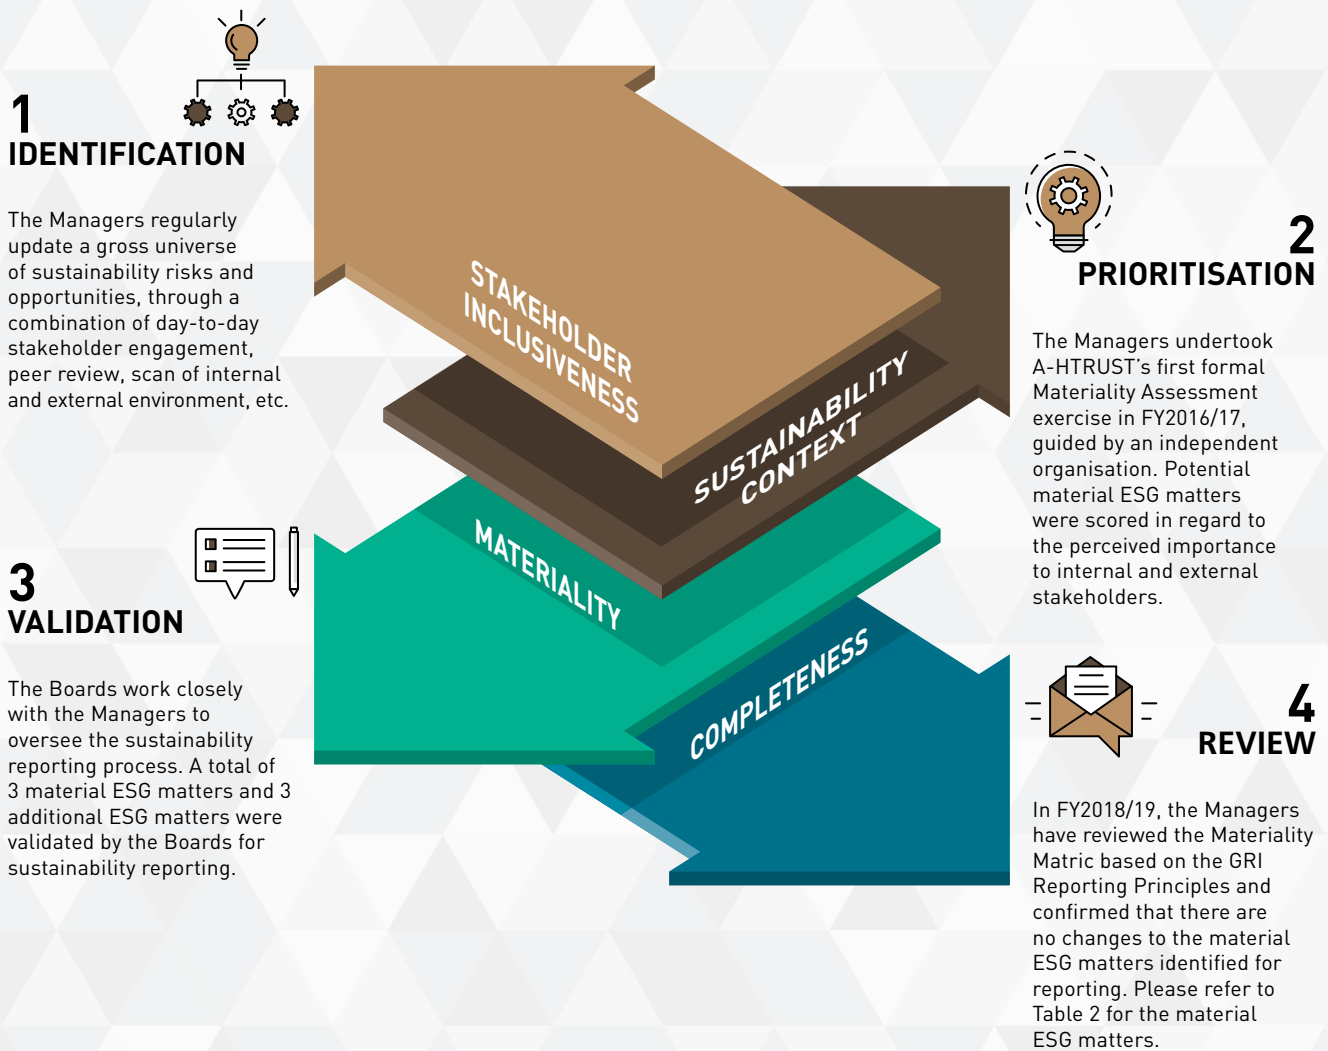 1
IDENTIFICATION
The Managers regularly
update a gross universe
of sustainability risks and
opportunities, through a
combination of day-to-day
stakeholder engagement,
peer review, scan of internal
and external environment, etc.
STAKEHOLDER
INCLUSIVENESS
2
PRIORITISATION
The Managers undertook
A-HTRUST’s first formal
Materiality Assessment
exercise in FY2016/17,
guided by an independent
organisation. Potential
material ESG matters
were scored in regard to
the perceived importance
to internal and external
stakeholders.
SUSTAINABILITY
CONTEXT
3
VALIDATION
The Boards work closely
with the Managers to
oversee the sustainability
reporting process. A total of
3 material ESG matters and 3
additional ESG matters were
validated by the Boards for
sustainability reporting.
MATERIALITY
COMPLETENESS
4
REVIEW
In FY2018/19, the Managers
have reviewed the Materiality
Matric based on the GRI
Reporting Principles and
confirmed that there are
no changes to the material
ESG matters identified for
reporting. Please refer to
Table 2 for the material
ESG matters.